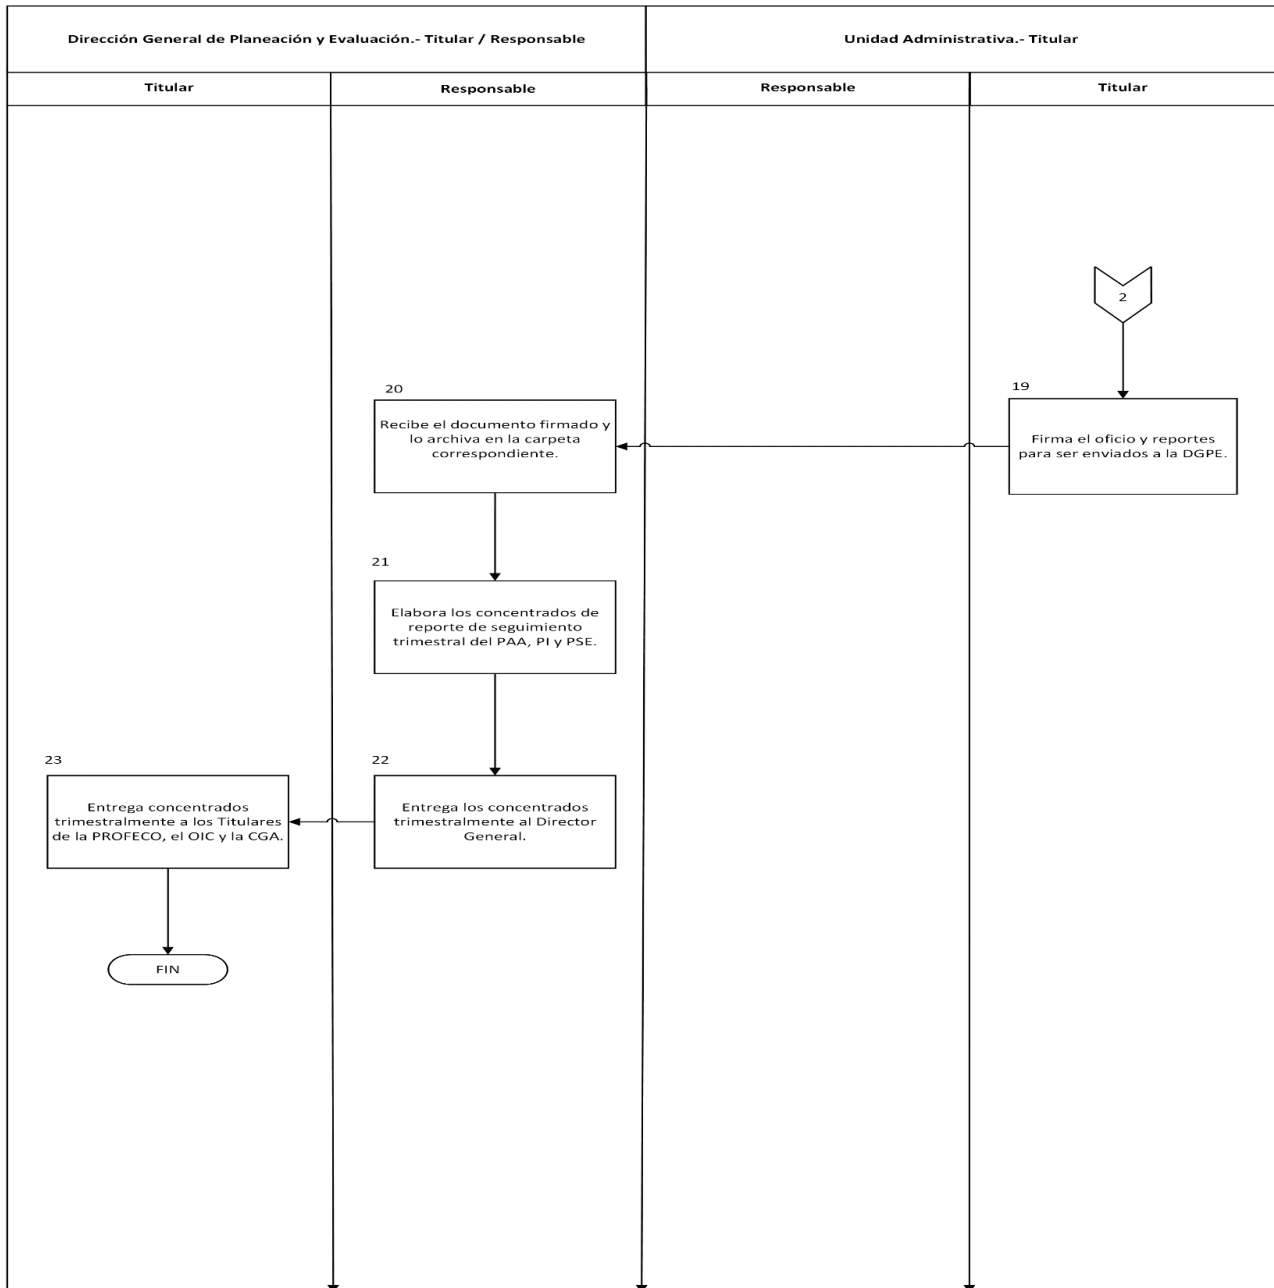 Dirección General de Planeación y Evaluación.- Titular / Responsable
Unidad Administrativa.- Titular
Titular
Responsable
Responsable
Titular
2
19
Firma el oficio y reportes
para ser enviados a la DGPE.
20
Recibe el documento firmado y
lo archiva en la carpeta
correspondiente.
21
Elabora los concentrados de
reporte de seguimiento
trimestral del PAA, PI y PSE.
22
Entrega los concentrados
trimestralmente al Director
General.
23
Entrega concentrados
trimestralmente a los Titulares
de la PROFECO, el OIC y la CGA.
FIN